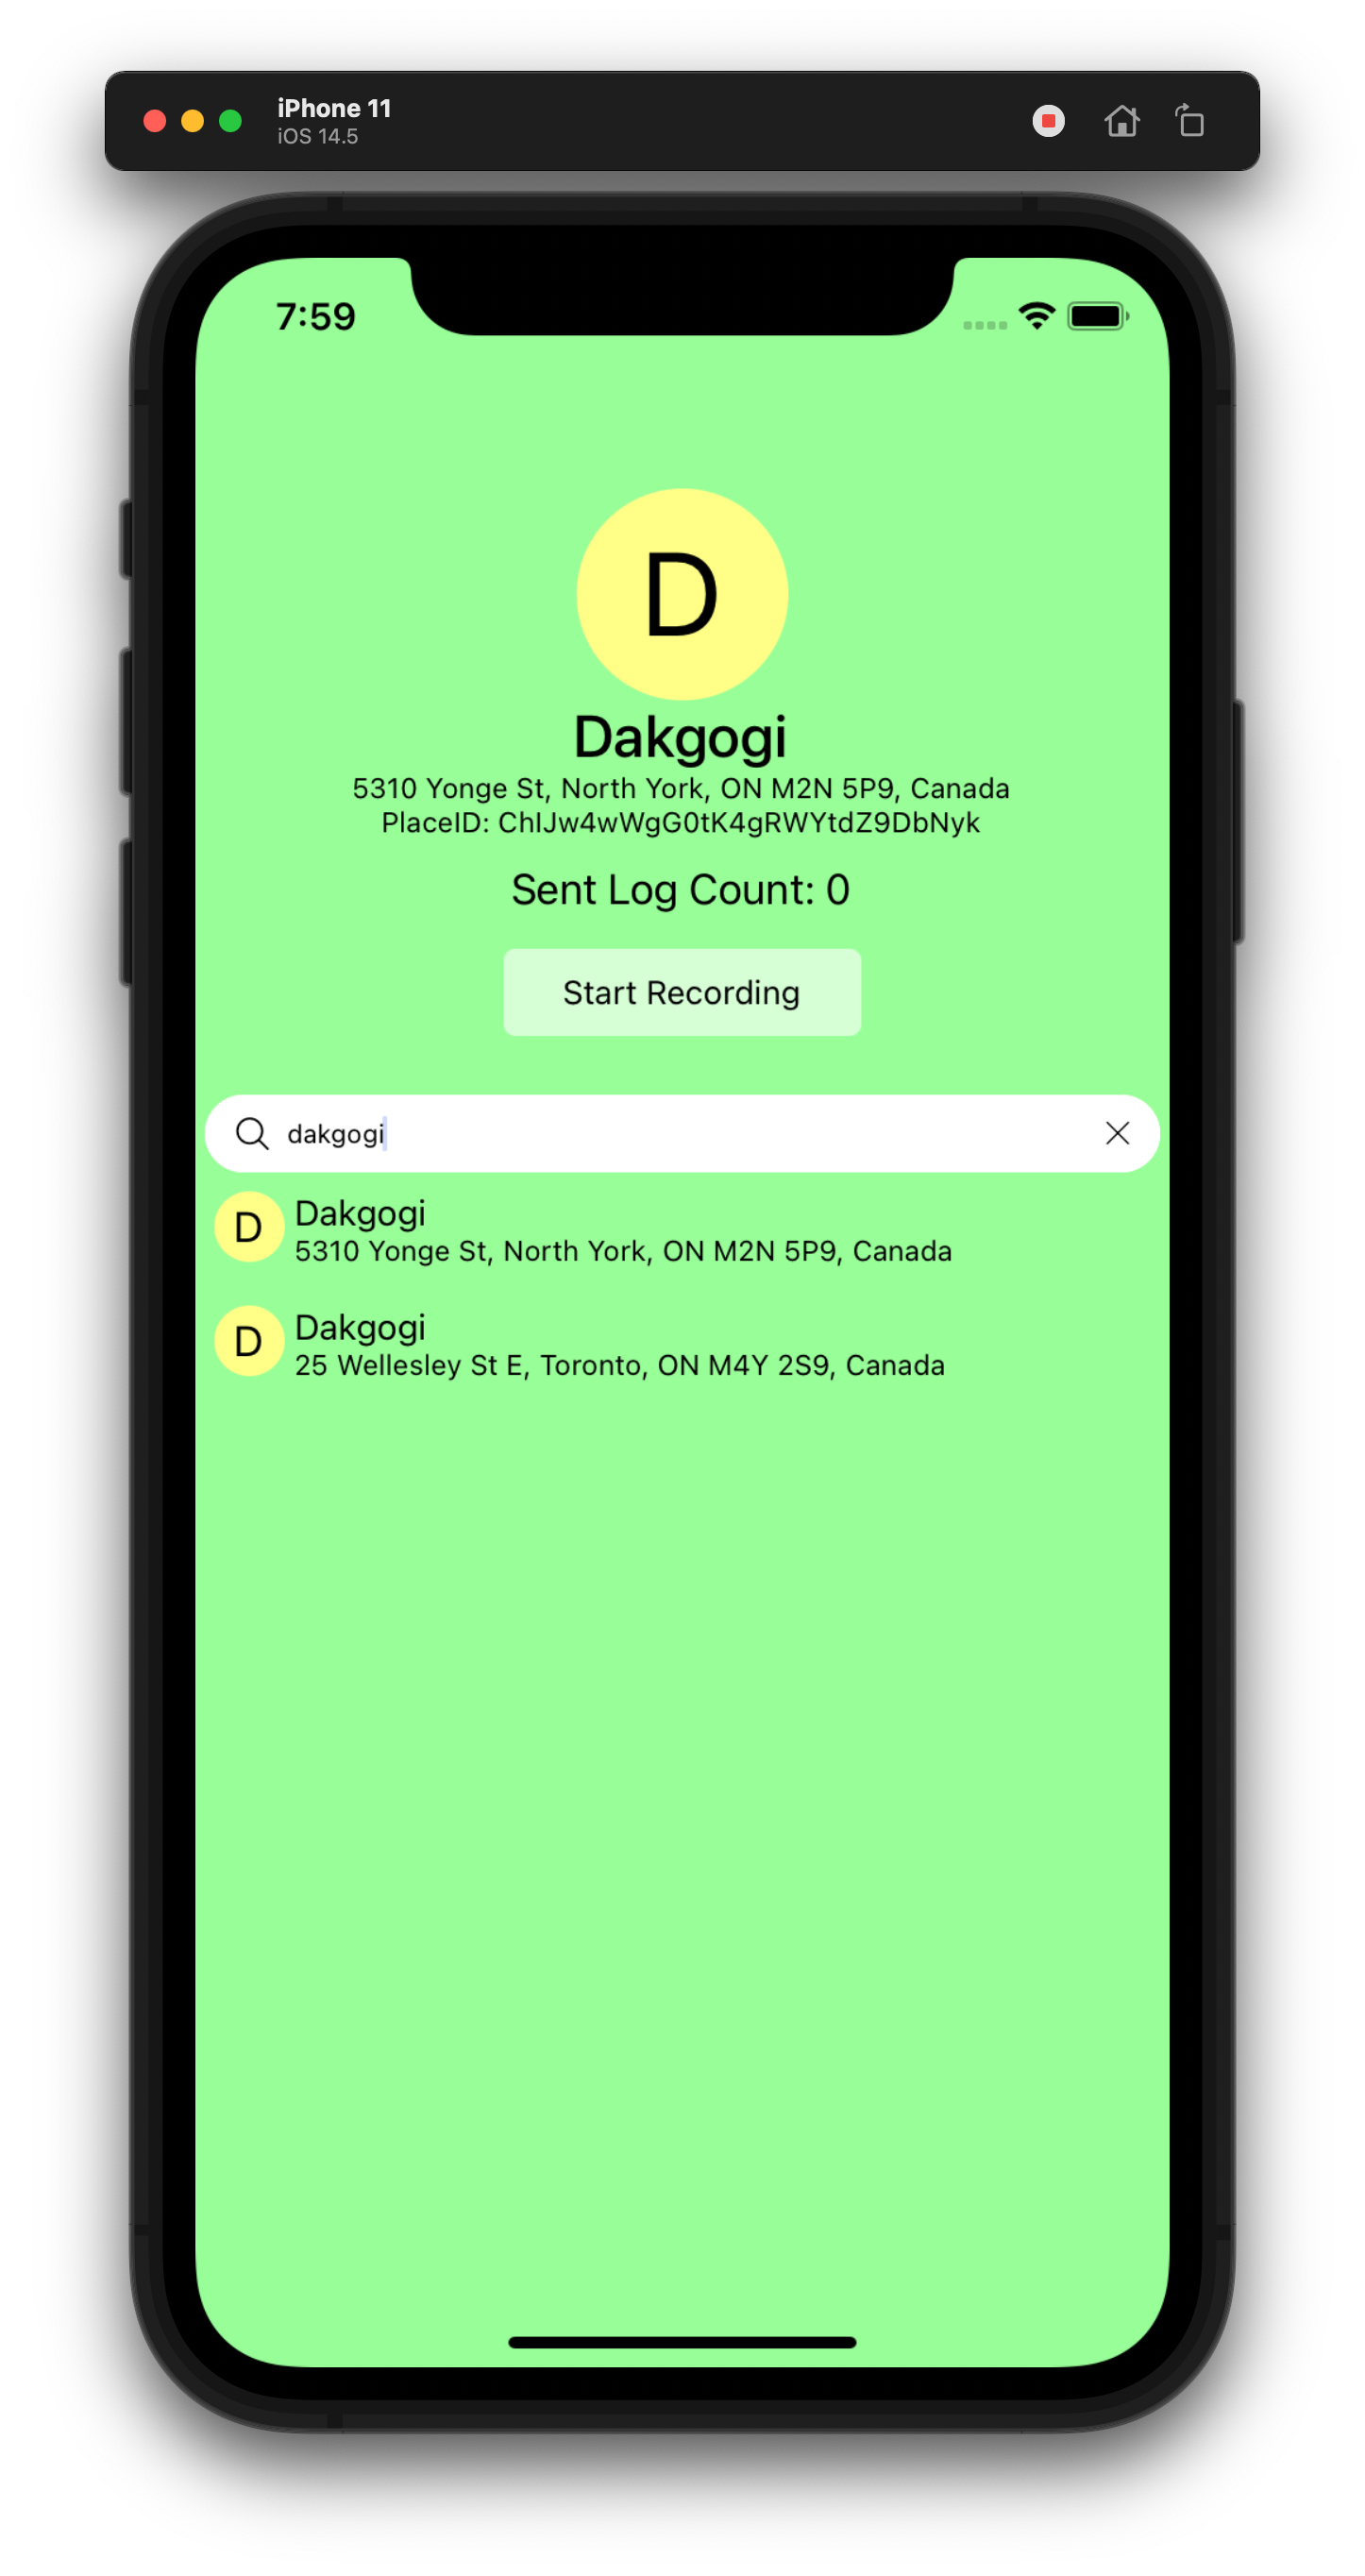 iPhone 11
iOS 14.5
7:59
D
Dakgogi
5310 Yonge St, North York, ON M2N 5P9, Canada
PlaceID: ChIJw4wWgG0tK4gRWYtdZ9DbNyk
Sent Log Count: 0
Start Recording
dakgogi
D Dakgogi
5310 Yonge St, North York, ON M2N 5P9, Canada
D Dakgogi
25 Wellesley St E, Toronto, ON M4Y 2S9, Canada